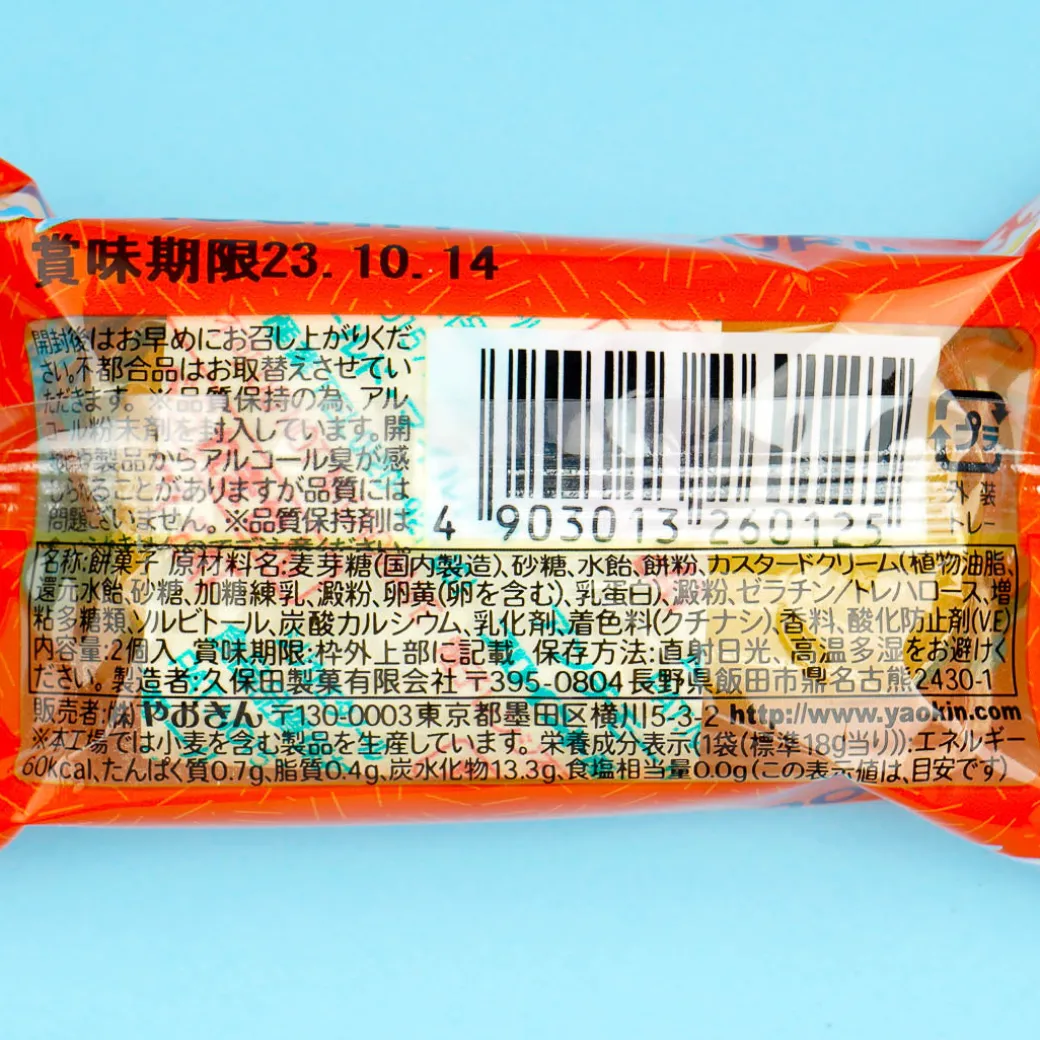 賞味期限23.10.14
開封後はお早めにお召し上がりくだ
さい。不都合品はお取替えさせてい
ただきます。※品質保持の為、アル
コール粉末剤を封入しています。開
封後製品からアルコール臭が感
じられることがありますが品質には
問題ございません。※品質保持剤は
4 903013 260125
プラ
外装
トレー
名称:餅菓子 原材料名:麦芽糖(国内製造)、砂糖、水飴、餅粉、カスタードクリーム(植物油脂、
還元水飴、砂糖、加糖練乳、澱粉、卵黄(卵を含む)、乳蛋白)、澱粉、ゼラチン/トレハロース、増
粘多糖類、ソルビトール、炭酸カルシウム、乳化剤、着色料(クチナシ)、香料、酸化防止剤(V.E)
内容量:2個入 賞味期限:枠外上部に記載 保存方法:直射日光、高温多湿をお避けく
ださい。製造者:久保田製菓有限会社 〒395-0804長野県飯田市鼎名古熊2430-1
販売者:㈱やおきん 〒130-0003東京都墨田区横川5-3-2 http://www.yaokin.com
※本工場では小麦を含む製品を生産しています。栄養成分表示(1袋(標準18g当り)):エネルギー
60Kcal、たんぱく質0.7g、脂質0.4g、炭水化物13.3g、食塩相当量0.0g(この表示値は、目安です)